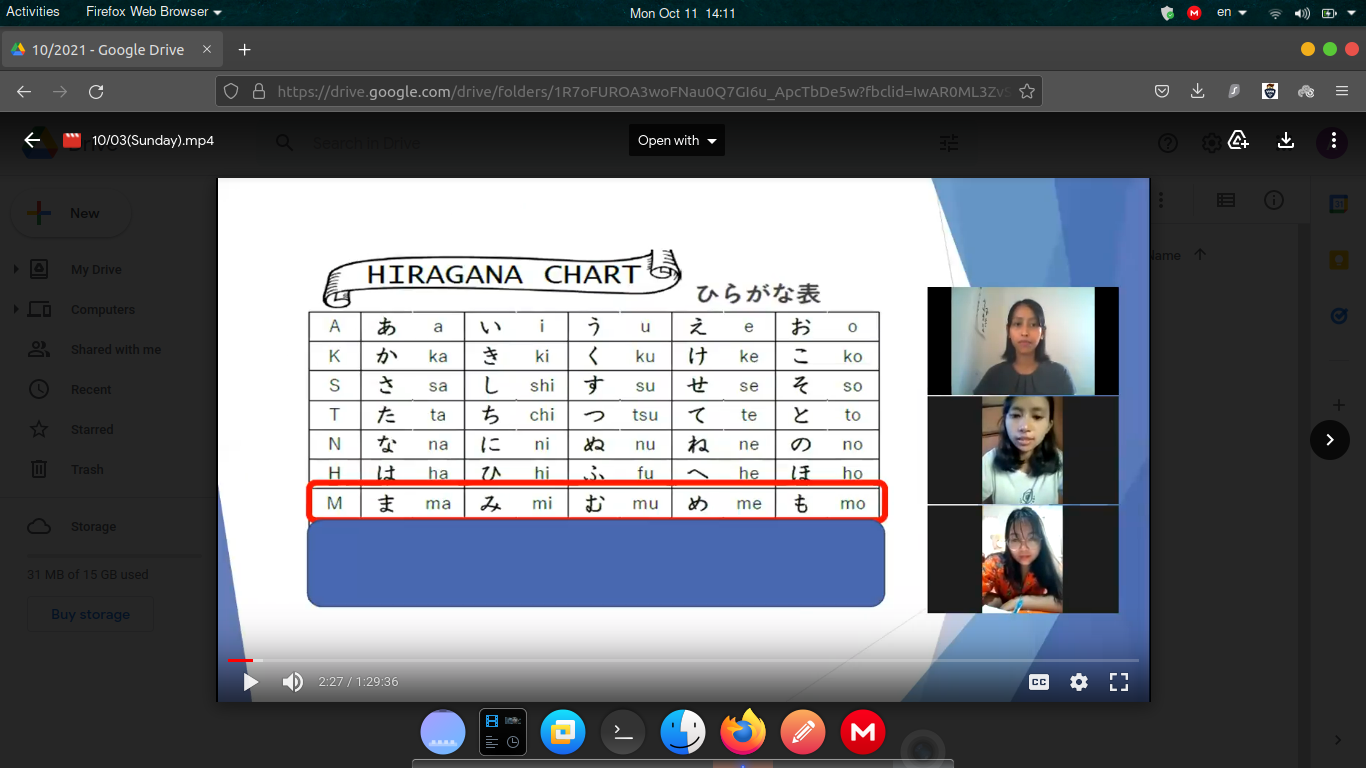 Activities Firefox Web Browser Mon Oct 11 14:11 en
10/2021 - Google Drive
https://drive.google.com/drive/folders/1R7oFUROA3woFNau0Q7GI6u_ApcTbDe5w?fbclid=IwAR0ML3Zv
10/03(Sunday).mp4 Search in Drive Open with
New
My Drive
Computers
Shared with me
Recent
Starred
Trash
Storage
31 MB of 15 GB used
Buy storage
Name
HIRAGANA CHART
ひらがな表
A あ a い i う u え e お o
K か ka き ki く ku け ke こ ko
S さ sa し shi す su せ se そ so
T た ta ち chi つ tsu て te と to
N な na に ni ぬ nu ね ne の no
H は ha ひ hi ふ fu へ he ほ ho
M ま ma み mi む mu め me も mo
2:27 / 1:29:36 CC